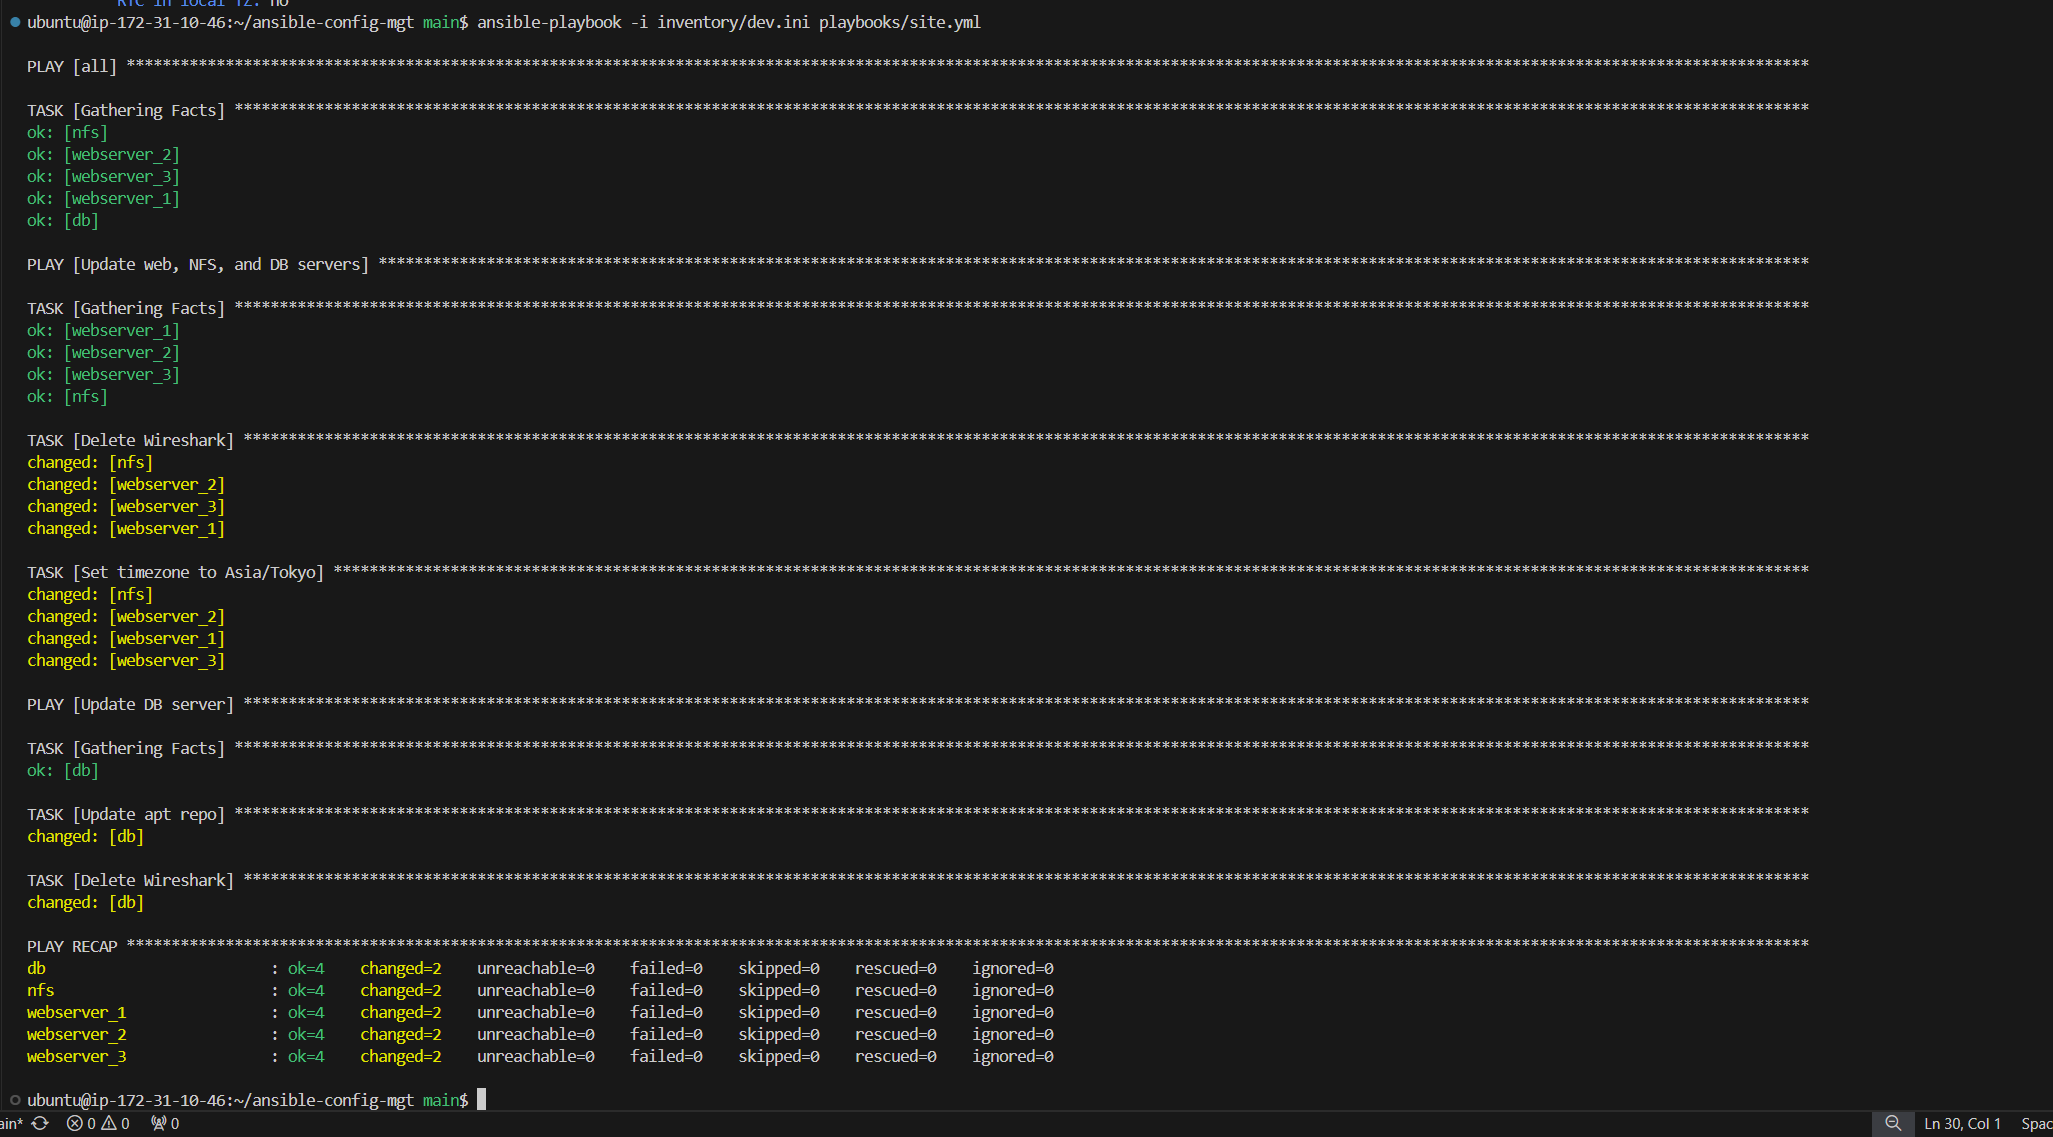 RTC in local TZ: no
ubuntu@ip-172-31-10-46:~/ansible-config-mgt main$ ansible-playbook -i inventory/dev.ini playbooks/site.yml
PLAY [all] ****************************************************************
TASK [Gathering Facts] ****************************************************************
ok: [nfs]
ok: [webserver_2]
ok: [webserver_3]
ok: [webserver_1]
ok: [db]
PLAY [Update web, NFS, and DB servers] ****************************************************************
TASK [Gathering Facts] ****************************************************************
ok: [webserver_1]
ok: [webserver_2]
ok: [webserver_3]
ok: [nfs]
TASK [Delete Wireshark] ****************************************************************
changed: [nfs]
changed: [webserver_2]
changed: [webserver_3]
changed: [webserver_1]
TASK [Set timezone to Asia/Tokyo] ****************************************************************
changed: [nfs]
changed: [webserver_2]
changed: [webserver_1]
changed: [webserver_3]
PLAY [Update DB server] ****************************************************************
TASK [Gathering Facts] ****************************************************************
ok: [db]
TASK [Update apt repo] ****************************************************************
changed: [db]
TASK [Delete Wireshark] ****************************************************************
changed: [db]
PLAY RECAP ****************************************************************
db : ok=4 changed=2 unreachable=0 failed=0 skipped=0 rescued=0 ignored=0
nfs : ok=4 changed=2 unreachable=0 failed=0 skipped=0 rescued=0 ignored=0
webserver_1 : ok=4 changed=2 unreachable=0 failed=0 skipped=0 rescued=0 ignored=0
webserver_2 : ok=4 changed=2 unreachable=0 failed=0 skipped=0 rescued=0 ignored=0
webserver_3 : ok=4 changed=2 unreachable=0 failed=0 skipped=0 rescued=0 ignored=0
ubuntu@ip-172-31-10-46:~/ansible-config-mgt main$
ain* 0 0 0 Ln 30, Col 1 Spac